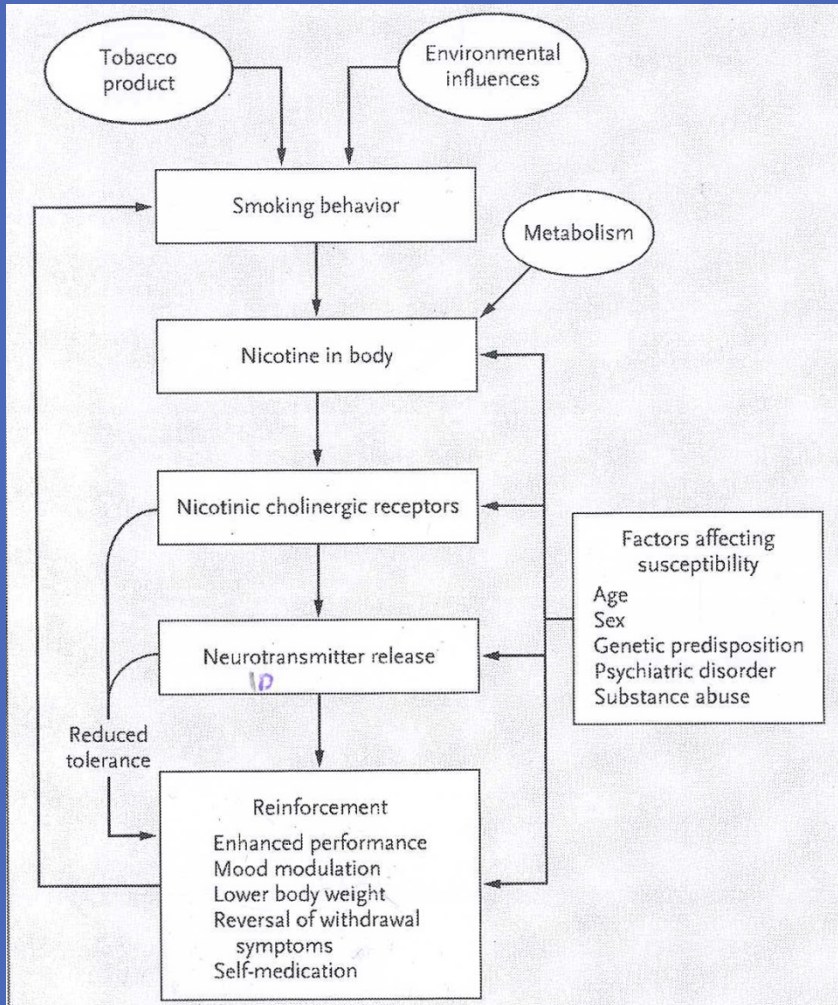 Tobacco
product
Environmental
influences
Smoking behavior
Metabolism
Nicotine in body
Nicotinic cholinergic receptors
Factors affecting
susceptibility
Age
Sex
Genetic predisposition
Psychiatric disorder
Substance abuse
Neurotransmitter release
Reduced
tolerance
Reinforcement
Enhanced performance
Mood modulation
Lower body weight
Reversal of withdrawal
symptoms
Self-medication